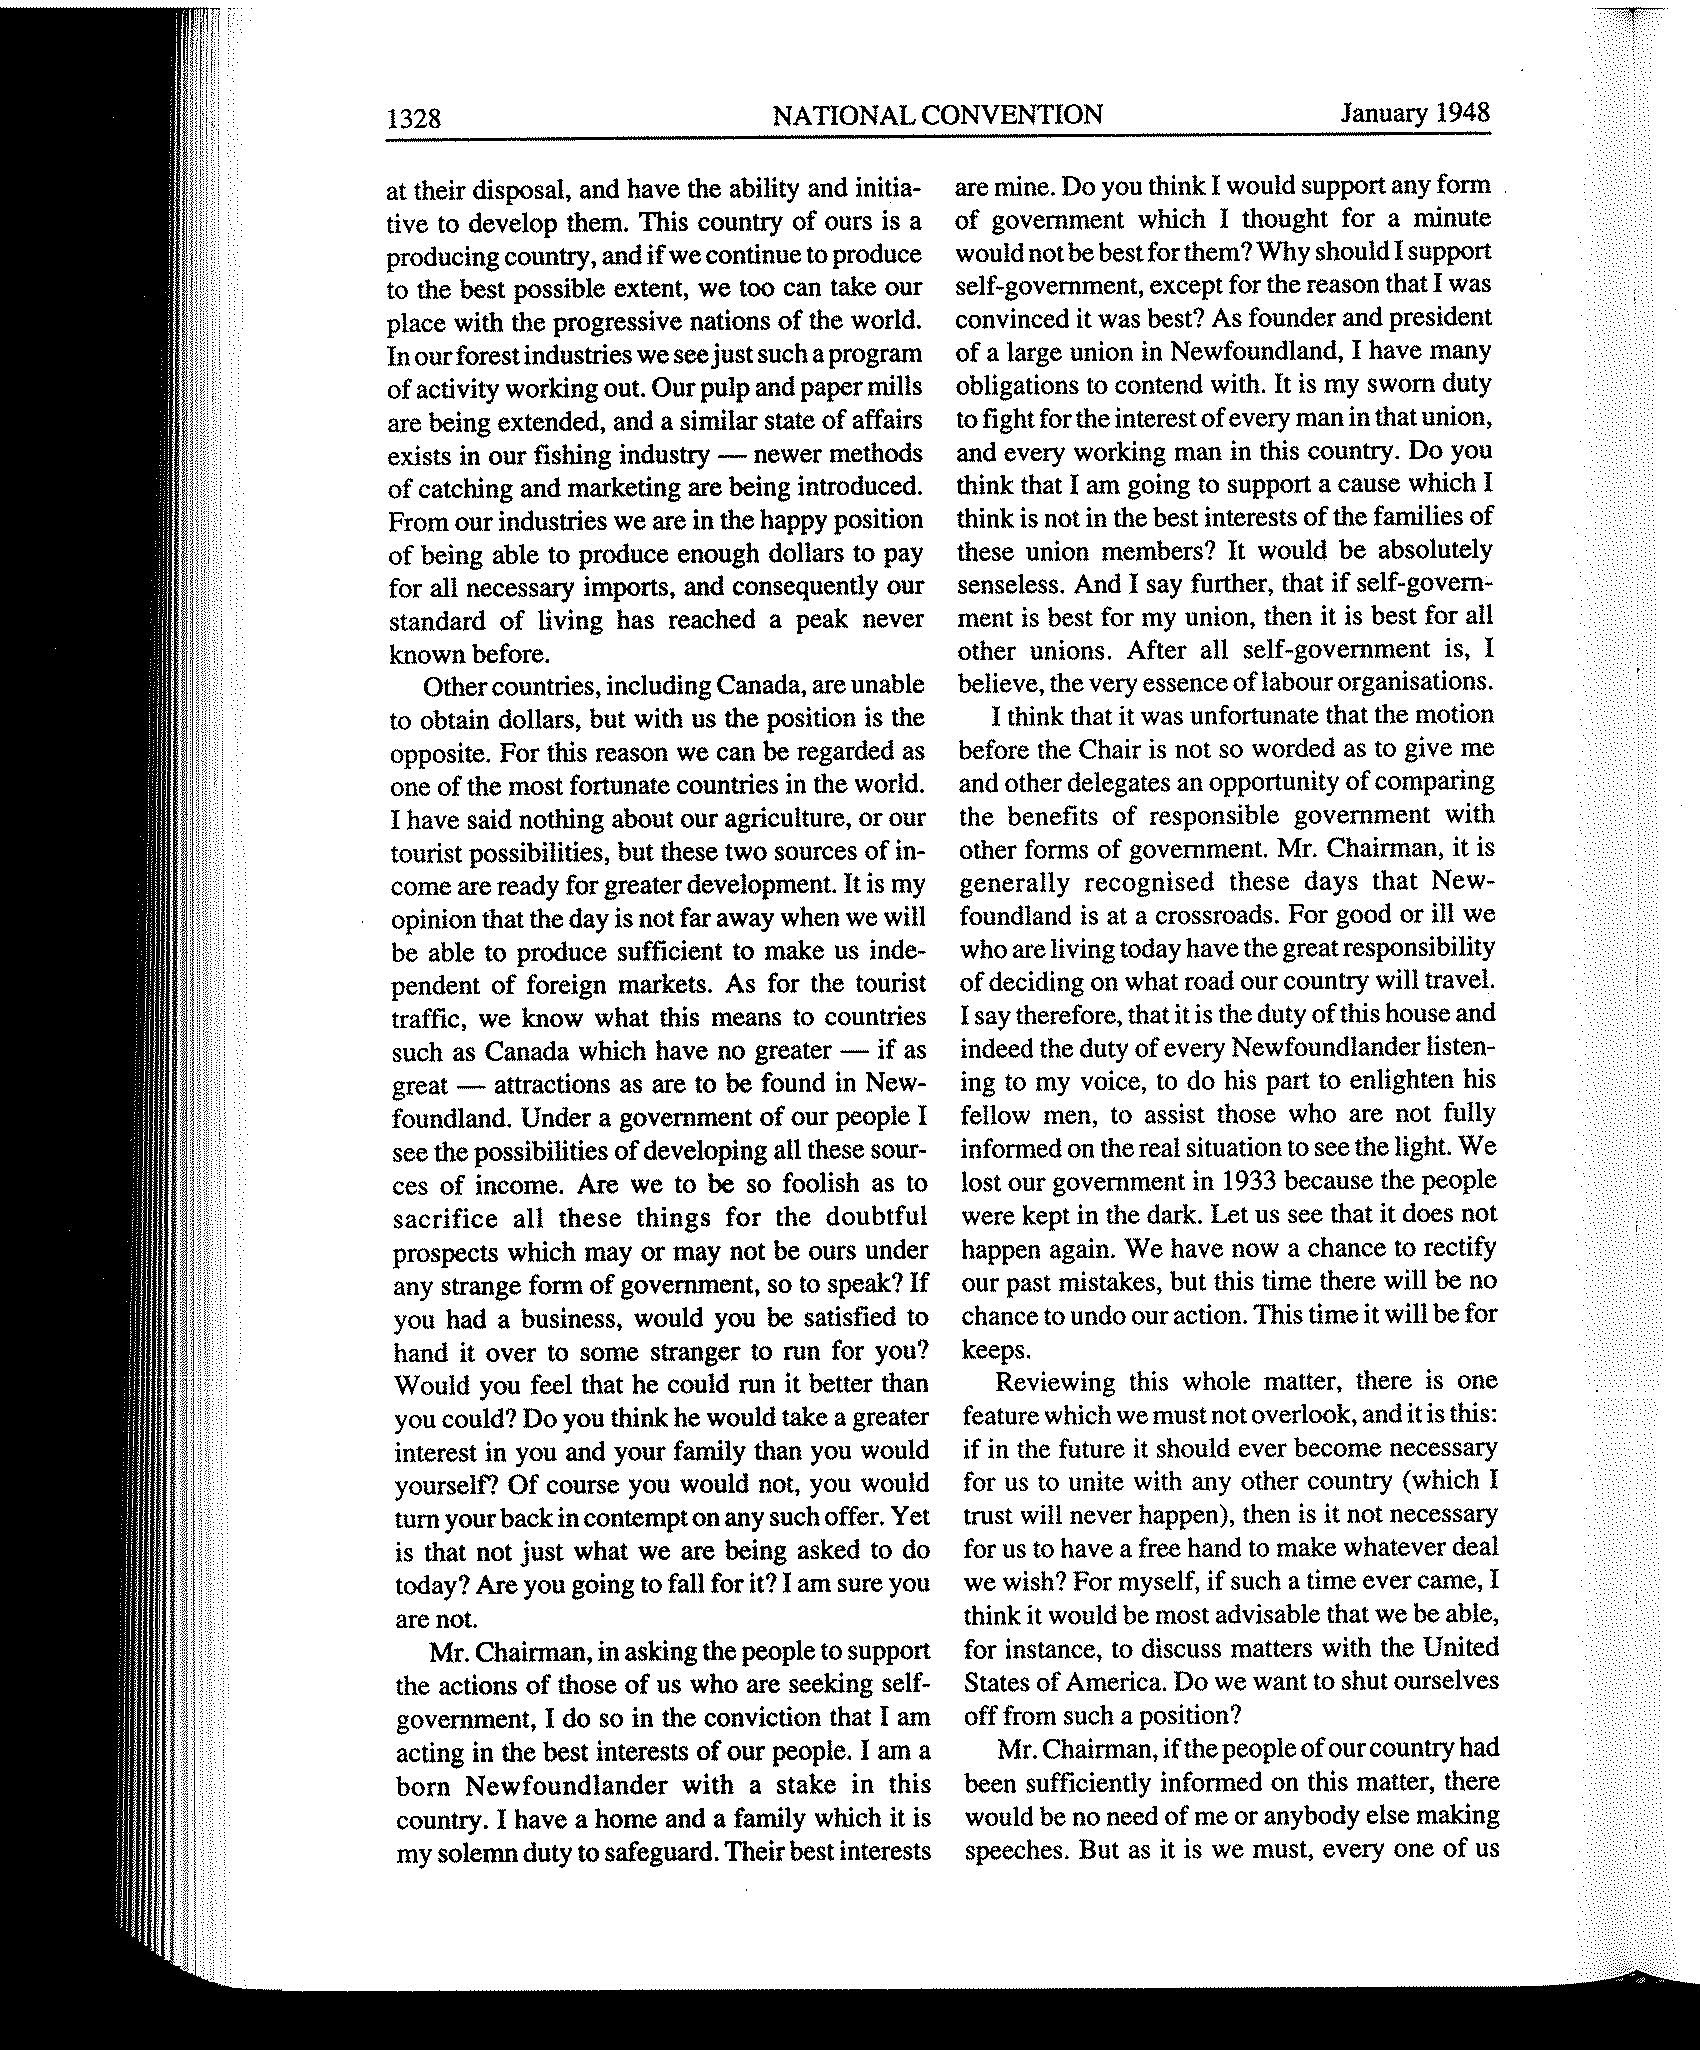 1328 NATIONAL CONVENTION January 1948
at their disposal, and have the ability and initia-
tive to develop them. This country of ours is a
producing country, and if we continue to produce
to the best possible extent, we too can take our
place with the progressive nations of the world.
In our forest industries we see just such a program
of activity working out. Our pulp and paper mills
are being extended, and a similar state of affairs
exists in our fishing industry — newer methods
of catching and marketing are being introduced.
From our industries we are in the happy position
of being able to produce enough dollars to pay
for all necessary imports, and consequently our
standard of living has reached a peak never
known before.
Other countries, including Canada, are unable
to obtain dollars, but with us the position is the
opposite. For this reason we can be regarded as
one of the most fortunate countries in the world.
I have said nothing about our agriculture, or our
tourist possibilities, but these two sources of in-
come are ready for greater development. It is my
opinion that the day is not far away when we will
be able to produce sufficient to make us inde-
pendent of foreign markets. As for the tourist
traffic, we know what this means to countries
such as Canada which have no greater — if as
great — attractions as are to be found in New-
foundland. Under a government of our people I
see the possibilities of developing all these sour-
ces of income. Are we to be so foolish as to
sacrifice all these things for the doubtful
prospects which may or may not be ours under
any strange form of government, so to speak? If
you had a business, would you be satisfied to
hand it over to some stranger to run for you?
Would you feel that he could run it better than
you could? Do you think he would take a greater
interest in you and your family than you would
yourself? Of course you would not, you would
turn your back in contempt on any such offer. Yet
is that not just what we are being asked to do
today? Are you going to fall for it? I am sure you
are not.
Mr. Chairman, in asking the people to support
the actions of those of us who are seeking self-
government, I do so in the conviction that I am
acting in the best interests of our people. I am a
born Newfoundlander with a stake in this
country. I have a home and a family which it is
my solemn duty to safeguard. Their best interests
are mine. Do you think I would support any form
of government which I thought for a minute
would not be best for them? Why should I support
self-government, except for the reason that I was
convinced it was best? As founder and president
of a large union in Newfoundland, I have many
obligations to contend with. It is my sworn duty
to fight for the interest of every man in that union,
and every working man in this country. Do you
think that I am going to support a cause which I
think is not in the best interests of the families of
these union members? It would be absolutely
senseless. And I say further, that if self-govern-
ment is best for my union, then it is best for all
other unions. After all self-government is, I
believe, the very essence of labour organisations.
I think that it was unfortunate that the motion
before the Chair is not so worded as to give me
and other delegates an opportunity of comparing
the benefits of responsible government with
other forms of government. Mr. Chairman, it is
generally recognised these days that New-
foundland is at a crossroads. For good or ill we
who are living today have the great responsibility
of deciding on what road our country will travel.
I say therefore, that it is the duty of this house and
indeed the duty of every Newfoundlander listen-
ing to my voice, to do his part to enlighten his
fellow men, to assist those who are not fully
informed on the real situation to see the light. We
lost our government in 1933 because the people
were kept in the dark. Let us see that it does not
happen again. We have now a chance to rectify
our past mistakes, but this time there will be no
chance to undo our action. This time it will be for
keeps.
Reviewing this whole matter, there is one
feature which we must not overlook, and it is this:
if in the future it should ever become necessary
for us to unite with any other country (which I
trust will never happen), then is it not necessary
for us to have a free hand to make whatever deal
we wish? For myself, if such a time ever came, I
think it would be most advisable that we be able,
for instance, to discuss matters with the United
States of America. Do we want to shut ourselves
off from such a position?
Mr. Chairman, if the people of our country had
been sufficiently informed on this matter, there
would be no need of me or anybody else making
speeches. But as it is we must, every one of us